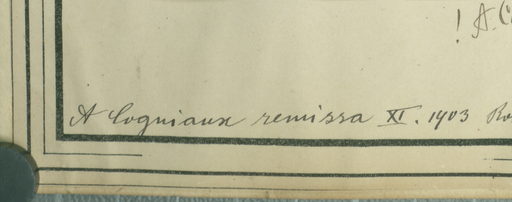 ! A.
A Cogniaux remissa XI. 1903